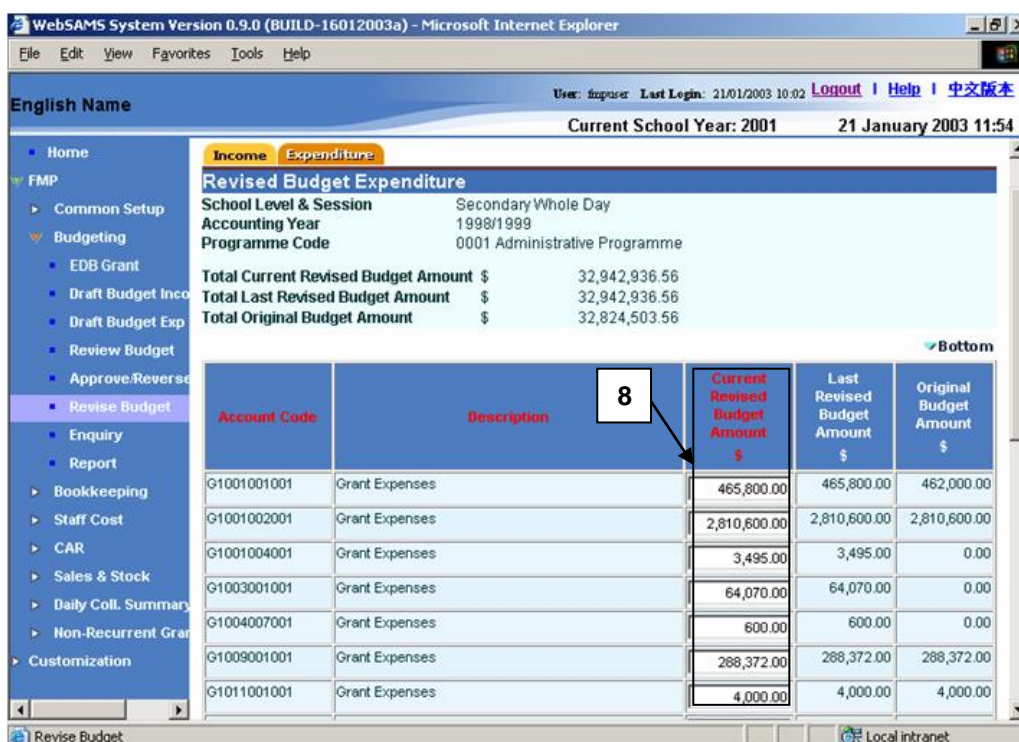 WebSAMS System Version 0.9.0 (BUILD-16012003a) - Microsoft Internet Explorer
File Edit View Favorites Tools Help
English Name
User: fmpuser Last Login: 21/01/2003 10:02 Logout | Help | 中文版本
Current School Year: 2001 21 January 2003 11:54
Home
FMP
Common Setup
Budgeting
EDB Grant
Draft Budget Inco
Draft Budget Exp
Review Budget
Approve/Reverse
Revise Budget
Enquiry
Report
Bookkeeping
Staff Cost
CAR
Sales & Stock
Daily Coll. Summary
Non-Recurrent Gran
Customization
Income Expenditure
Revised Budget Expenditure
School Level & Session Secondary Whole Day
Accounting Year 1998/1999
Programme Code 0001 Administrative Programme
Total Current Revised Budget Amount $ 32,942,936.56
Total Last Revised Budget Amount $ 32,942,936.56
Total Original Budget Amount $ 32,824,503.56
Bottom
8
Account Code Description Current Revised Budget Amount $ Last Revised Budget Amount $ Original Budget Amount $
G1001001001 Grant Expenses 465,800.00 465,800.00 462,000.00
G1001002001 Grant Expenses 2,810,600.00 2,810,600.00 2,810,600.00
G1001004001 Grant Expenses 3,495.00 3,495.00 0.00
G1003001001 Grant Expenses 64,070.00 64,070.00 0.00
G1004007001 Grant Expenses 600.00 600.00 0.00
G1009001001 Grant Expenses 288,372.00 288,372.00 288,372.00
G1011001001 Grant Expenses 4,000.00 4,000.00 4,000.00
Revise Budget Local intranet